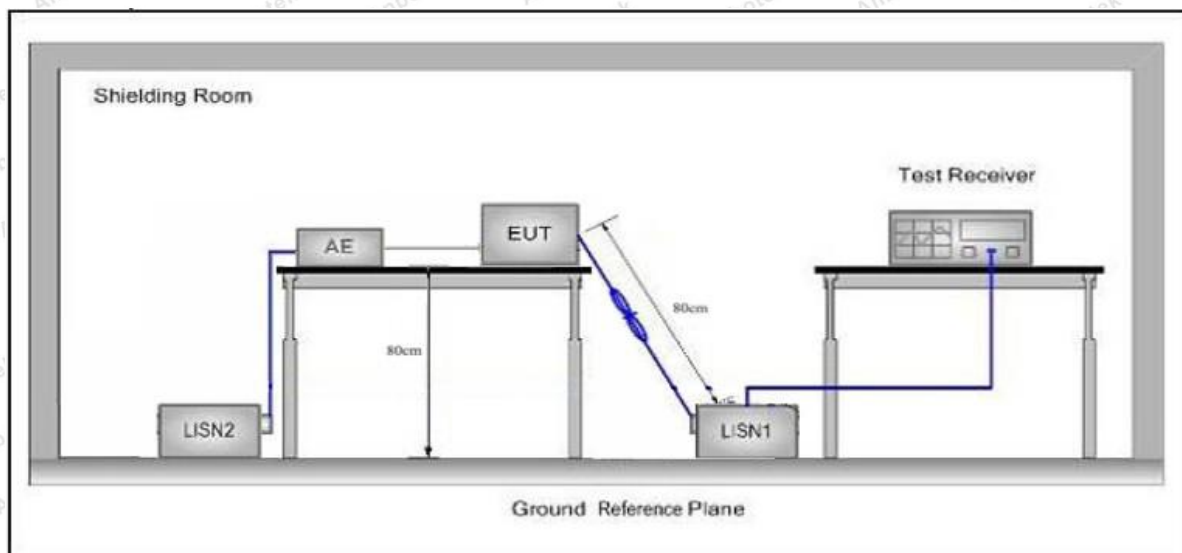 Shielding Room
Test Receiver
AE
EUT
80cm
80cm
LISN2
LISN1
Ground Reference Plane